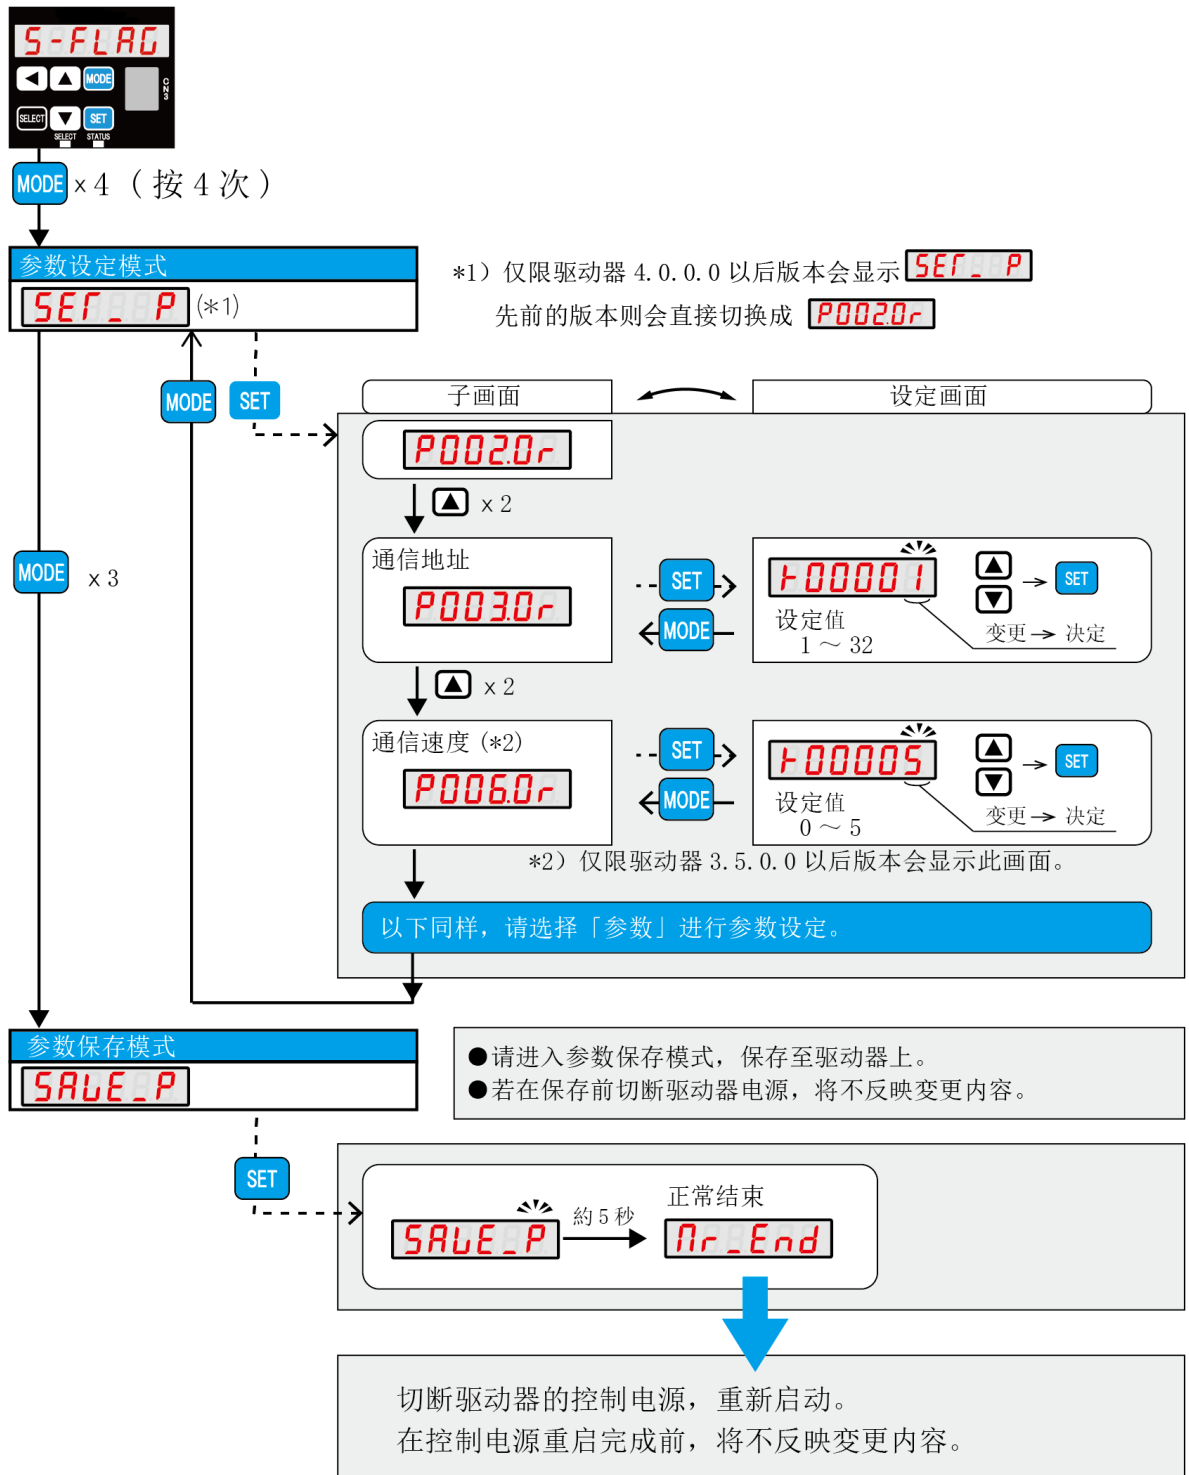 S-FLAG
MODE
CN3
SELECT
SET
SELECT STATUS
MODE ×4（按4次）
参数设定模式
SET_ P (*1)
*1）仅限驱动器 4.0.0.0 以后版本会显示 SET_ P
先前的版本则会直接切换成 P002.0r
MODE SET
子画面 设定画面
P002.0r
×2
MODE ×3
通信地址
P003.0r
SET
MODE
r00001
设定值
1～32
SET
变更→决定
×2
通信速度 (*2)
P006.0r
SET
MODE
r00005
设定值
0～5
SET
变更→决定
*2）仅限驱动器 3.5.0.0 以后版本会显示此画面。
以下同样，请选择「参数」进行参数设定。
参数保存模式
SAVE_P
●请进入参数保存模式，保存至驱动器上。
●若在保存前切断驱动器电源，将不反映变更内容。
SET
SAVE_P
約5秒
正常结束
nr_End
切断驱动器的控制电源，重新启动。
在控制电源重启完成前，将不反映变更内容。